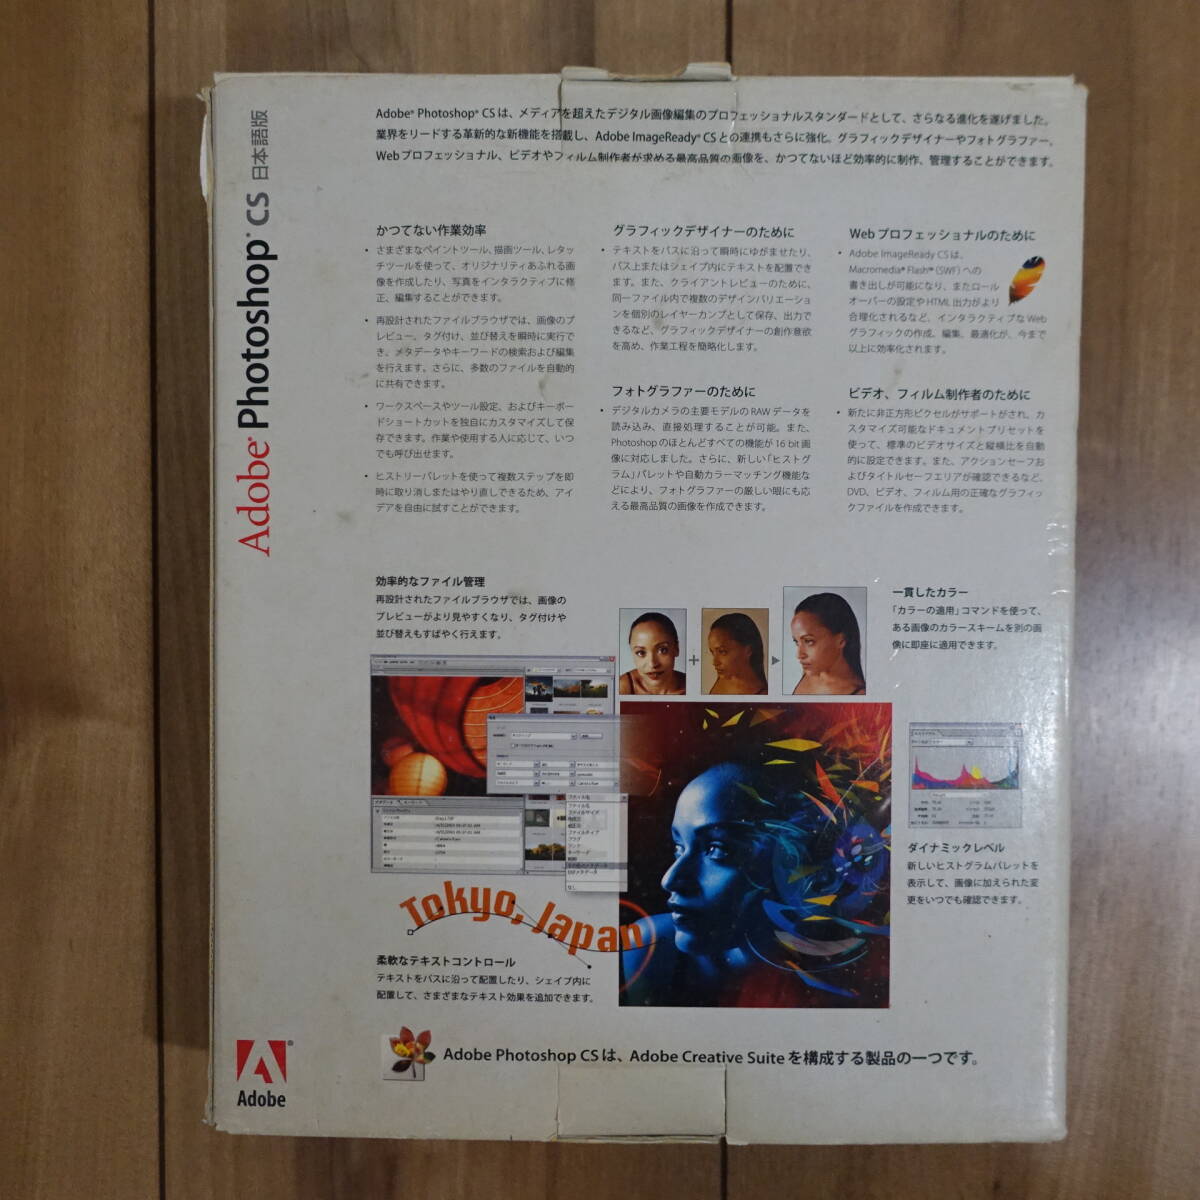 Adobe® Photoshop® CS 日本語版
Adobe® Photoshop® CSは、メディアを超えたデジタル画像編集のプロフェッショナルスタンダードとして、さらなる進化を遂げました。
業界をリードする革新的な新機能を搭載し、Adobe ImageReady® CSとの連携もさらに強化。グラフィックデザイナーやフォトグラファー、
Webプロフェッショナル、ビデオやフィルム制作者が求める最高品質の画像を、かつてないほど効率的に制作、管理することができます。
かつてない作業効率
• さまざまなペイントツール、描画ツール、レタッ
チツールを使って、オリジナリティあふれる画
像を作成したり、写真をインタラクティブに修
正、編集することができます。
• 再設計されたファイルブラウザでは、画像のプ
レビュー、タグ付け、並び替えを瞬時に実行で
き、メタデータやキーワードの検索および編集
を行えます。さらに、多数のファイルを自動的
に共有できます。
• ワークスペースやツール設定、およびキーボー
ドショートカットを独自にカスタマイズして保
存できます。作業や使用する人に応じて、いつ
でも呼び出せます。
• ヒストリーパレットを使って複数ステップを即
時に取り消しまたはやり直しできるため、アイ
デアを自由に試すことができます。
グラフィックデザイナーのために
• テキストをパスに沿って瞬時にゆがませたり、
パス上またはシェイプ内にテキストを配置でき
ます。また、クライアントレビューのために、
同一ファイル内で複数のデザインバリエーショ
ンを個別のレイヤーカンプとして保存、出力で
きるなど、グラフィックデザイナーの創作意欲
を高め、作業工程を簡略化します。
フォトグラファーのために
• デジタルカメラの主要モデルのRAWデータを
読み込み、直接処理することが可能。また、
Photoshopのほとんどすべての機能が16 bit画
像に対応しました。さらに、新しい「ヒストグ
ラム」パレットや自動カラーマッチング機能な
どにより、フォトグラファーの厳しい眼にも応
える最高品質の画像を作成できます。
Webプロフェッショナルのために
• Adobe ImageReady CSは、
Macromedia® Flash® (SWF) への
書き出しが可能になり、またロール
オーバーの設定やHTML出力がより
合理化されるなど、インタラクティブなWeb
グラフィックの作成、編集、最適化が、今まで
以上に効率化されます。
ビデオ、フィルム制作者のために
• 新たに非正方形ピクセルがサポートがされ、カ
スタマイズ可能なドキュメントプリセットを
使って、標準のビデオサイズと縦横比を自動
的に設定できます。また、アクションセーフお
よびタイトルセーフエリアが確認できるなど、
DVD、ビデオ、フィルム用の正確なグラフィッ
クファイルを作成できます。
効率的なファイル管理
再設計されたファイルブラウザでは、画像の
プレビューがより見やすくなり、タグ付けや
並び替えもすばやく行えます。
一貫したカラー
「カラーの適用」コマンドを使って、
ある画像のカラースキームを別の画
像に即座に適用できます。
ダイナミックレベル
新しいヒストグラムパレットを
表示して、画像に加えられた変
更をいつでも確認できます。
Tokyo, Japan
柔軟なテキストコントロール
テキストをパスに沿って配置したり、シェイプ内に
配置して、さまざまなテキスト効果を追加できます。
Adobe Photoshop CSは、Adobe Creative Suiteを構成する製品の一つです。
Adobe